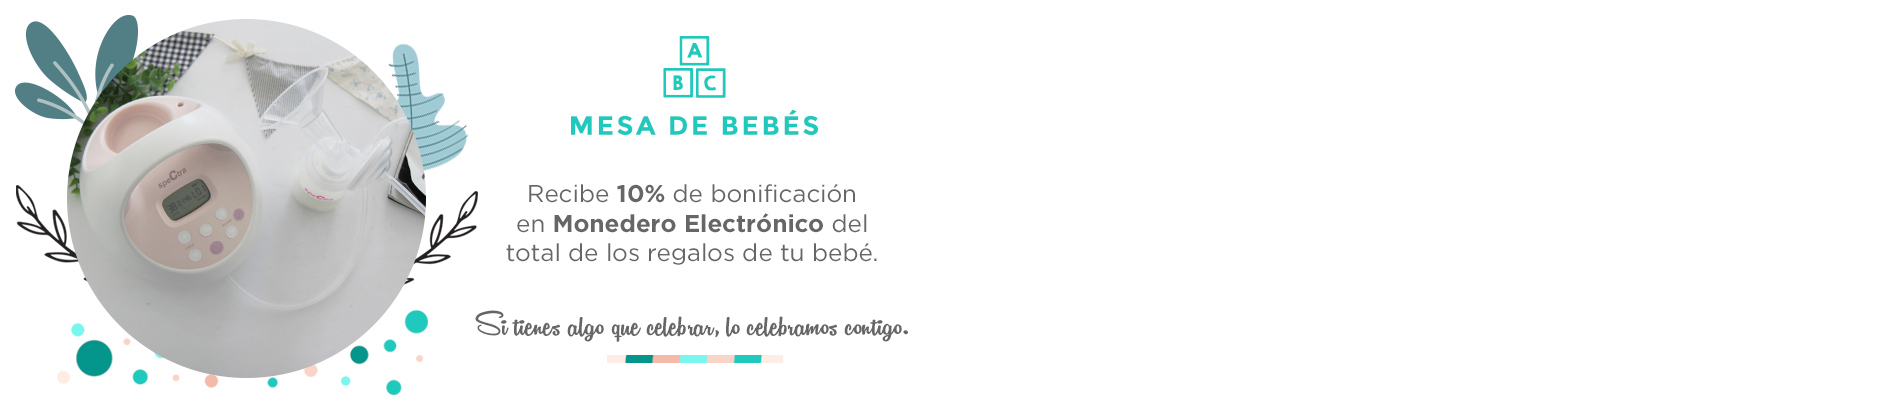 A
B C
MESA DE BEBÉS
Recibe 10% de bonificación
en Monedero Electrónico del
total de los regalos de tu bebé.
Si tienes algo que celebrar, lo celebramos contigo.
speCtra